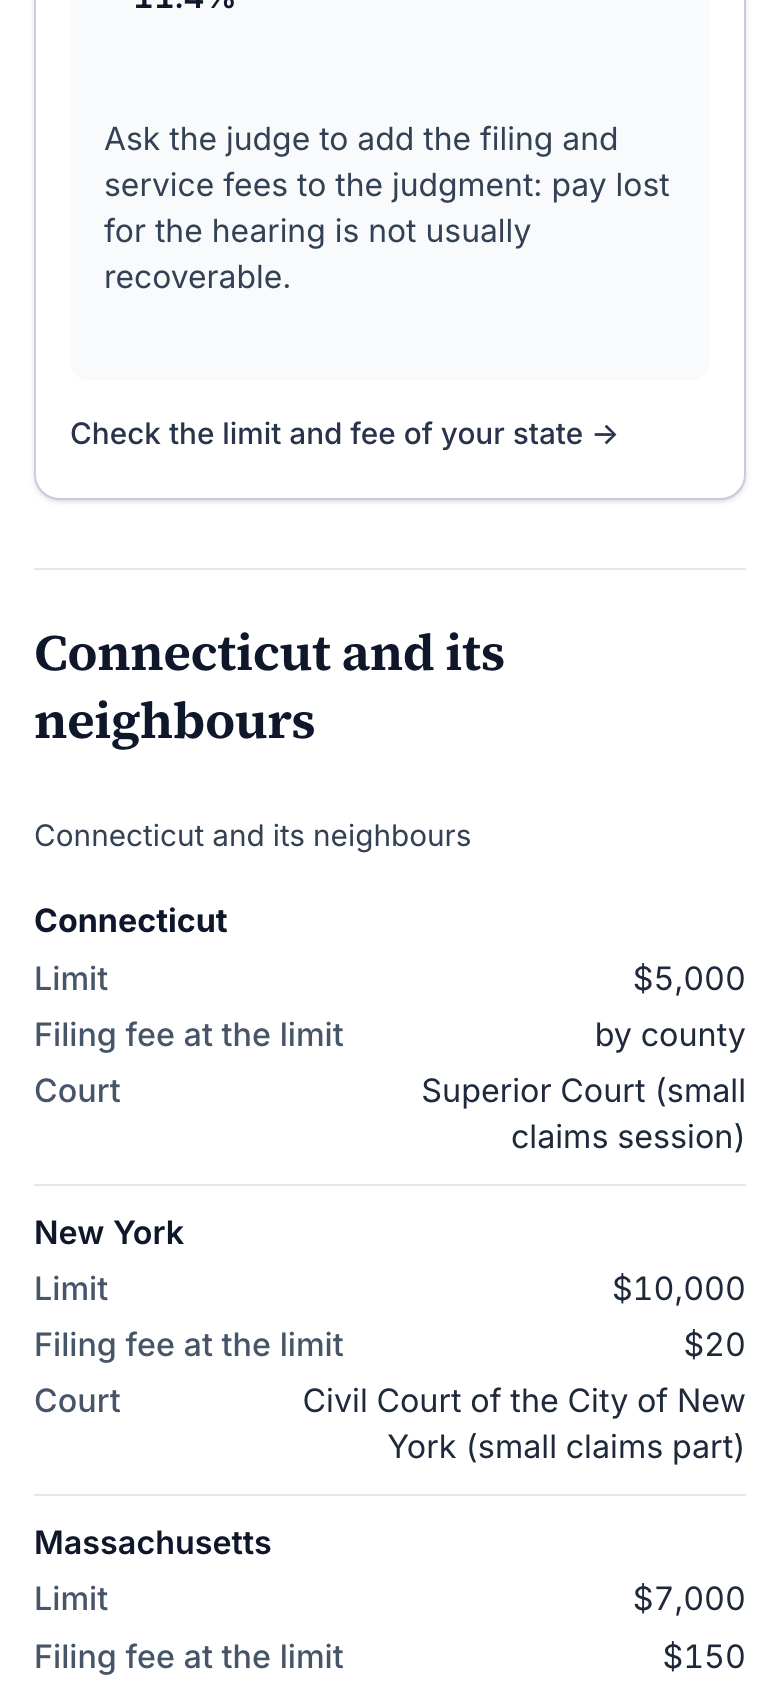 11.4%
Ask the judge to add the filing and
service fees to the judgment: pay lost
for the hearing is not usually
recoverable.
Check the limit and fee of your state →
Connecticut and its
neighbours
Connecticut and its neighbours
Connecticut
Limit $5,000
Filing fee at the limit by county
Court Superior Court (small
claims session)
New York
Limit $10,000
Filing fee at the limit $20
Court Civil Court of the City of New
York (small claims part)
Massachusetts
Limit $7,000
Filing fee at the limit $150